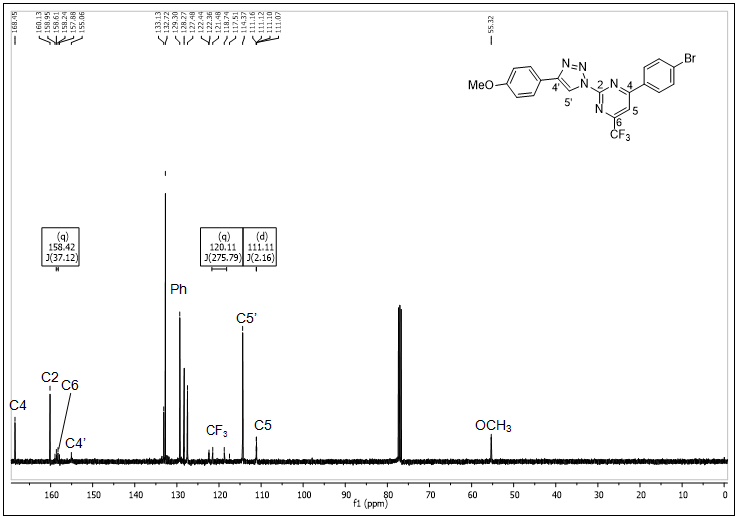 168.45
160.13
158.95
158.61
158.24
157.88
155.06
133.13
132.72
129.30
128.27
127.48
122.44
122.36
121.48
118.74
117.51
114.37
111.16
111.12
111.10
111.07
55.32
N
N
N
4'
5'
MeO
2
N
N
4
5
6
CF3
Br
(q)
158.42
J(37.12)
(q)
120.11
J(275.79)
(d)
111.11
J(2.16)
Ph
C5'
C4
C2
C6
C4'
CF3
C5
OCH3
160 150 140 130 120 110 100 90 80 70 60 50 40 30 20 10 0
f1 (ppm)